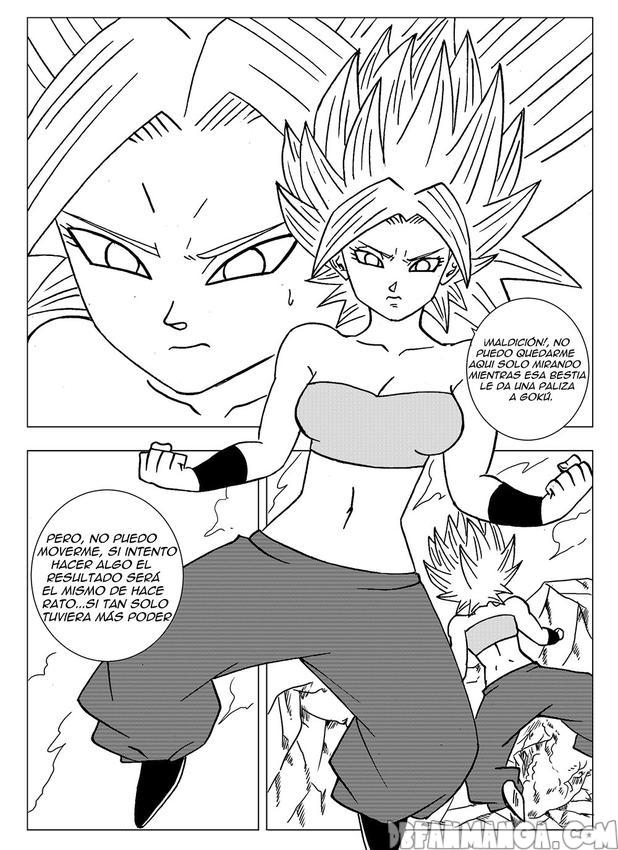 ¡MALDICIÓN!, NO
PUEDO QUEDARME
AQUI SOLO MIRANDO
MIENTRAS ESA BESTIA
LE DA UNA PALIZA
A GOKÚ.
PERO, NO PUEDO
MOVERME, SI INTENTO
HACER ALGO EL
RESULTADO SERÁ
EL MISMO DE HACE
RATO...SI TAN SOLO
TUVIERA MÁS PODER
DBFANMANGA.COM